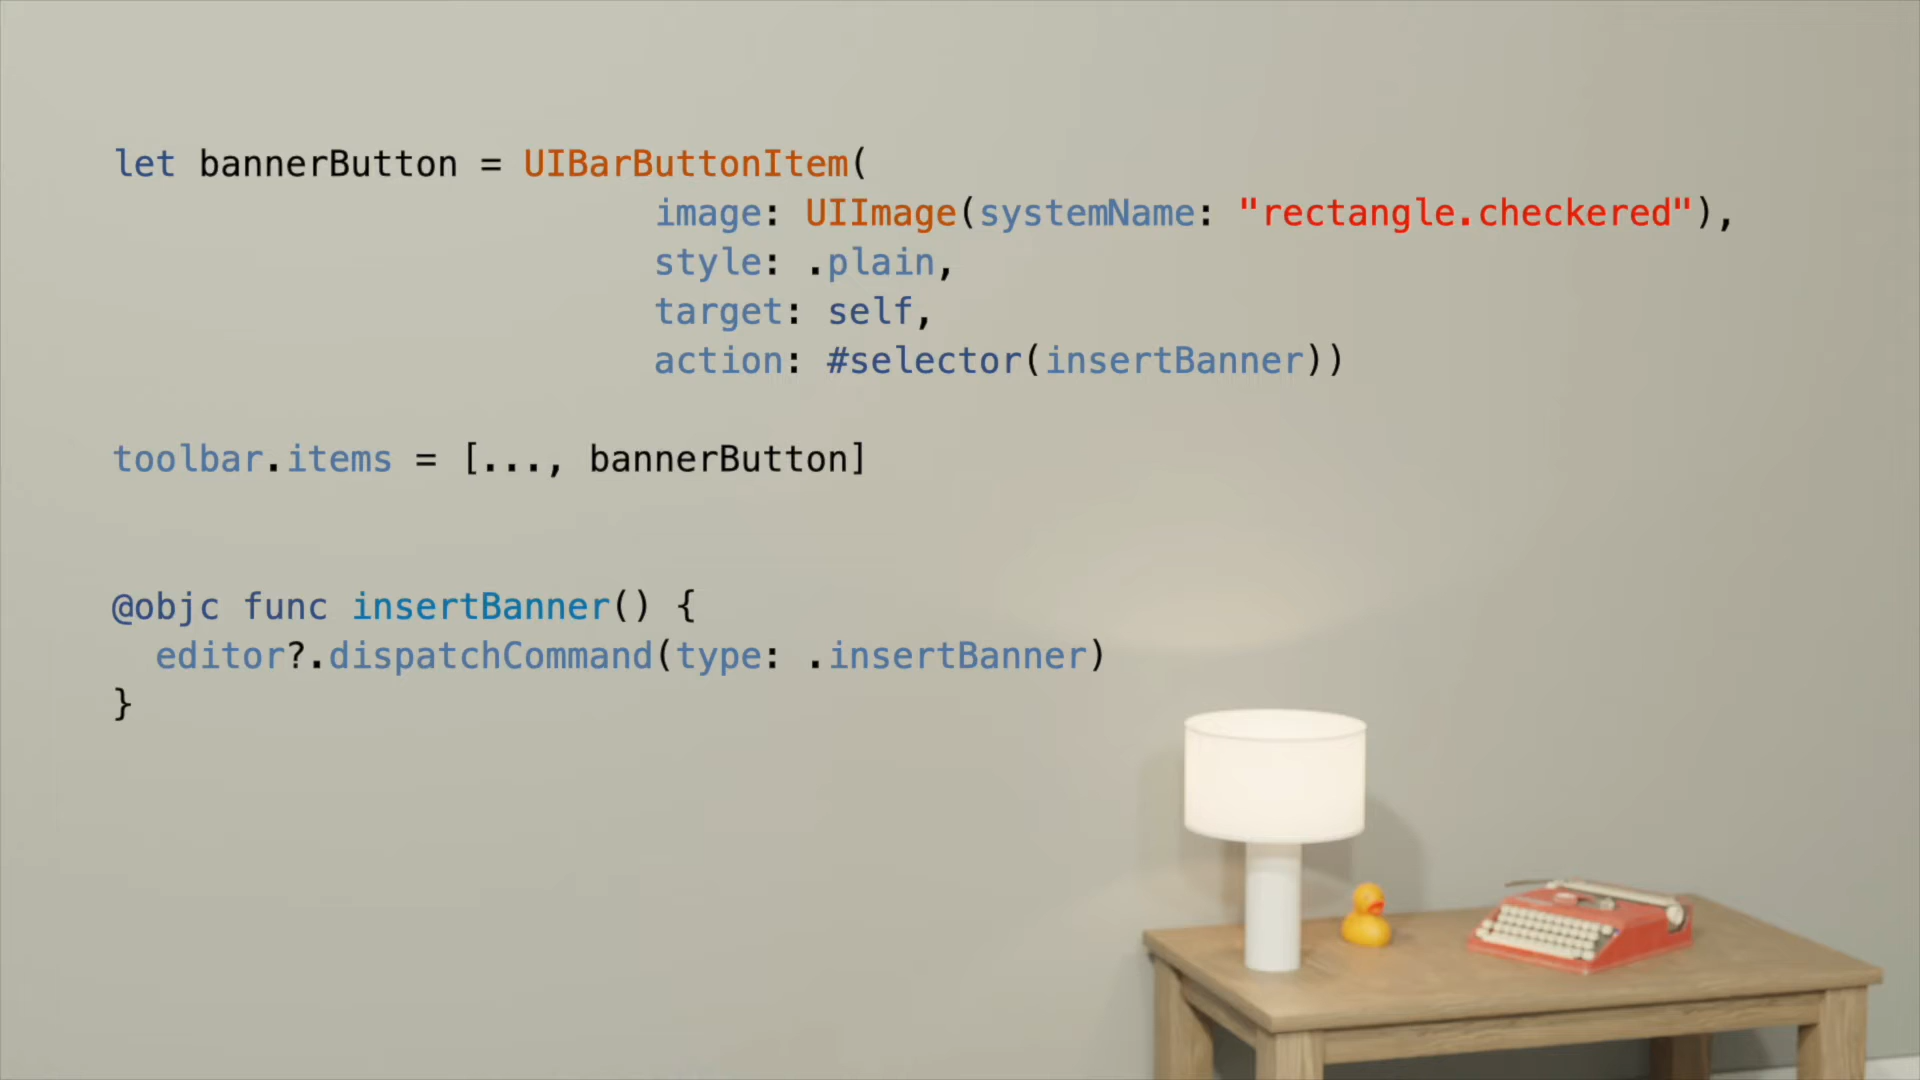 let bannerButton = UIBarButtonItem(
image: UIImage(systemName: "rectangle.checkered"),
style: .plain,
target: self,
action: #selector(insertBanner))
toolbar.items = [..., bannerButton]
@objc func insertBanner() {
editor?.dispatchCommand(type: .insertBanner)
}